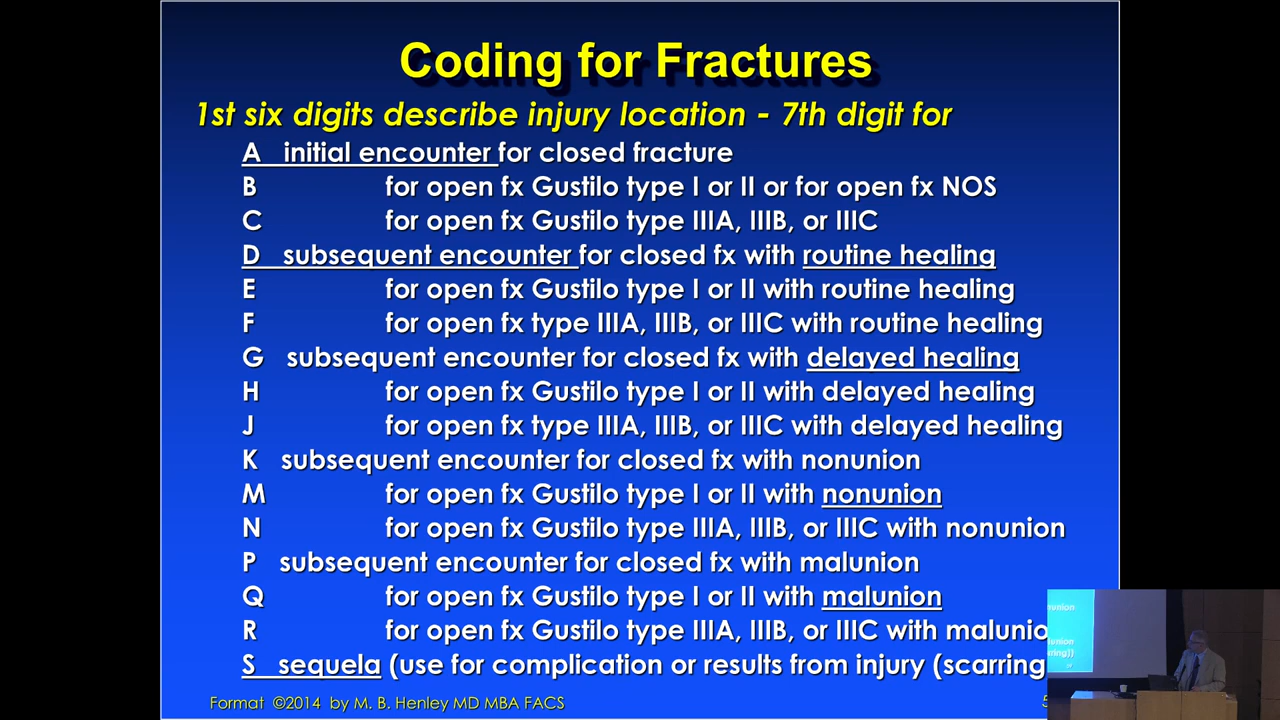 Coding for Fractures
1st six digits describe injury location - 7th digit for
A initial encounter for closed fracture
B for open fx Gustilo type I or II or for open fx NOS
C for open fx Gustilo type IIIA, IIIB, or IIIC
D subsequent encounter for closed fx with routine healing
E for open fx Gustilo type I or II with routine healing
F for open fx type IIIA, IIIB, or IIIC with routine healing
G subsequent encounter for closed fx with delayed healing
H for open fx Gustilo type I or II with delayed healing
J for open fx type IIIA, IIIB, or IIIC with delayed healing
K subsequent encounter for closed fx with nonunion
M for open fx Gustilo type I or II with nonunion
N for open fx Gustilo type IIIA, IIIB, or IIIC with nonunion
P subsequent encounter for closed fx with malunion
Q for open fx Gustilo type I or II with malunion
R for open fx Gustilo type IIIA, IIIB, or IIIC with malunio
S sequela (use for complication or results from injury (scarring
Format ©2014 by M. B. Henley MD MBA FACS
5